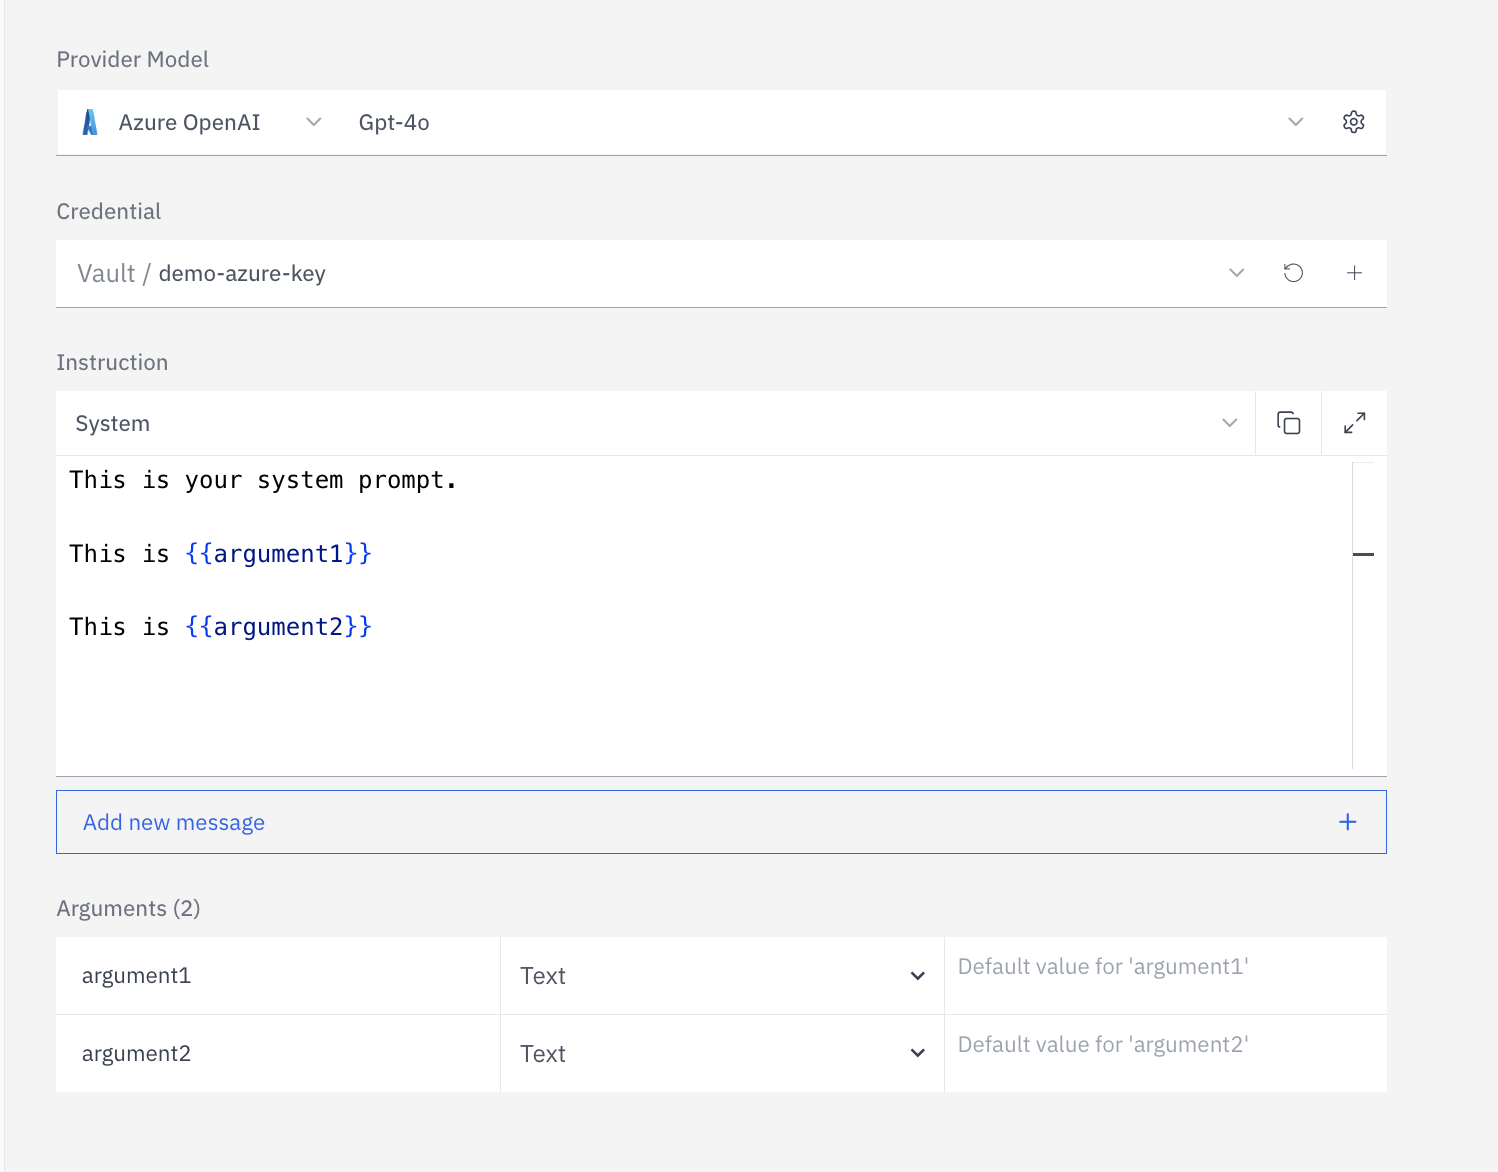 Provider Model
Azure OpenAI Gpt-4o
Credential
Vault / demo-azure-key
Instruction
System
This is your system prompt.
This is {{argument1}}
This is {{argument2}}
Add new message
Arguments (2)
argument1 Text Default value for 'argument1'
argument2 Text Default value for 'argument2'